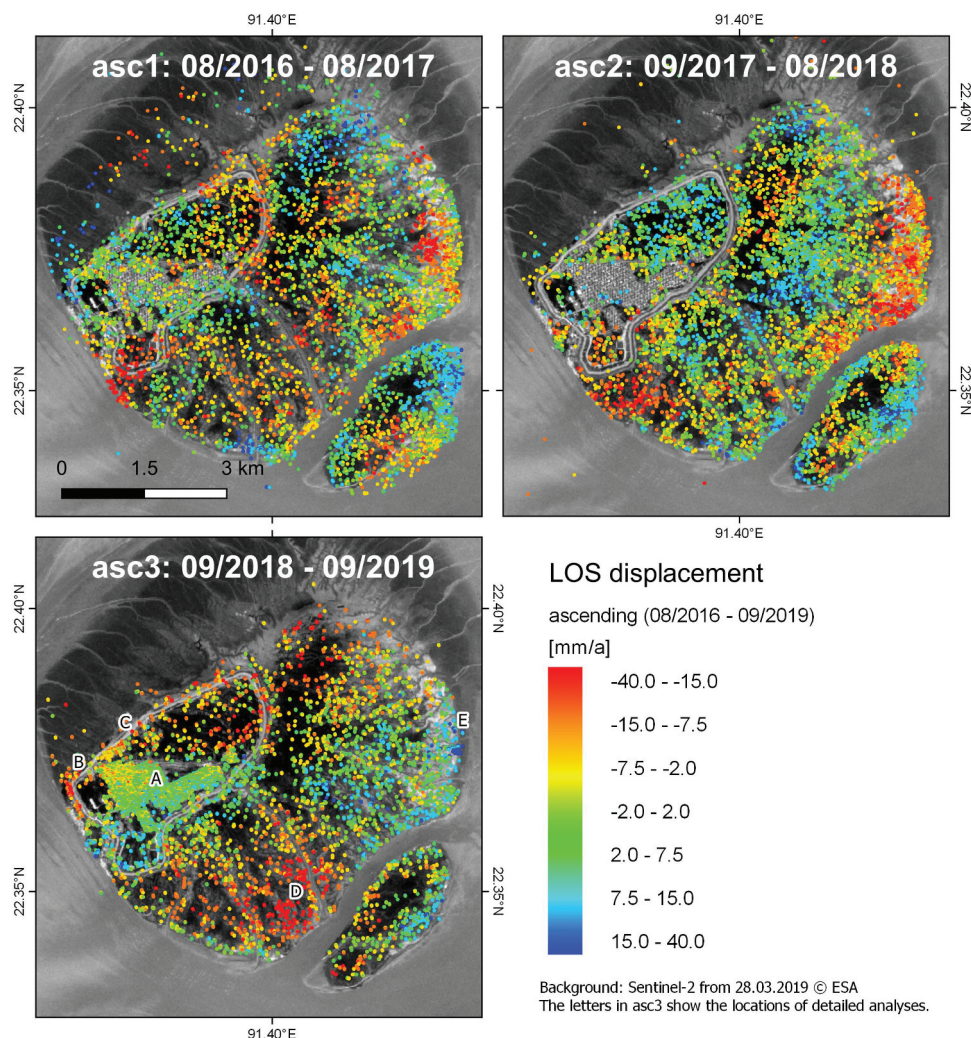 91.40°E
asc1: 08/2016 - 08/2017
22.40°N
22.35°N
0 1.5 3 km
91.40°E
91.40°E
asc2: 09/2017 - 08/2018
22.40°N
22.35°N
91.40°E
asc3: 09/2018 - 09/2019
22.40°N
22.40°N
C
E
B
A
D
22.35°N
22.35°N
91.40°E
LOS displacement
ascending (08/2016 - 09/2019)
[mm/a]
-40.0 - -15.0
-15.0 - -7.5
-7.5 - -2.0
-2.0 - 2.0
2.0 - 7.5
7.5 - 15.0
15.0 - 40.0
Background: Sentinel-2 from 28.03.2019 © ESA
The letters in asc3 show the locations of detailed analyses.